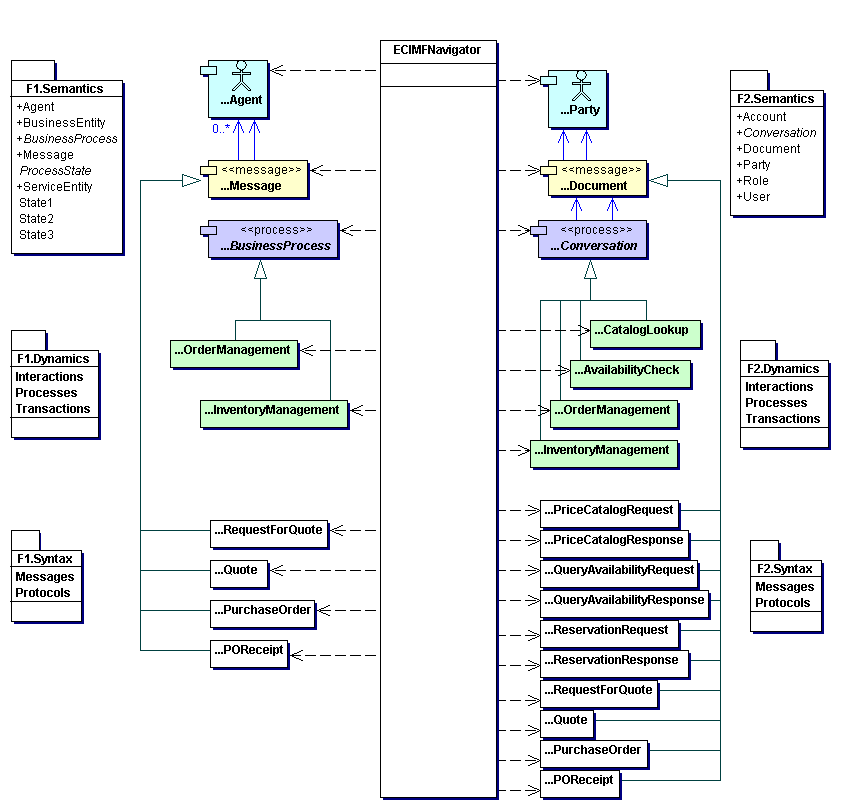 ECIMFNavigator
F1.Semantics
+Agent
+BusinessEntity
+BusinessProcess
+Message
ProcessState
+ServiceEntity
State1
State2
State3
F1.Dynamics
Interactions
Processes
Transactions
F1.Syntax
Messages
Protocols
...Agent
0..*
<<message>>
...Message
<<process>>
...BusinessProcess
...OrderManagement
...InventoryManagement
...RequestForQuote
...Quote
...PurchaseOrder
...POReceipt
...Party
<<message>>
...Document
<<process>>
...Conversation
...CatalogLookup
...AvailabilityCheck
...OrderManagement
...InventoryManagement
...PriceCatalogRequest
...PriceCatalogResponse
...QueryAvailabilityRequest
...QueryAvailabilityResponse
...ReservationRequest
...ReservationResponse
...RequestForQuote
...Quote
...PurchaseOrder
...POReceipt
F2.Semantics
+Account
+Conversation
+Document
+Party
+Role
+User
F2.Dynamics
Interactions
Processes
Transactions
F2.Syntax
Messages
Protocols